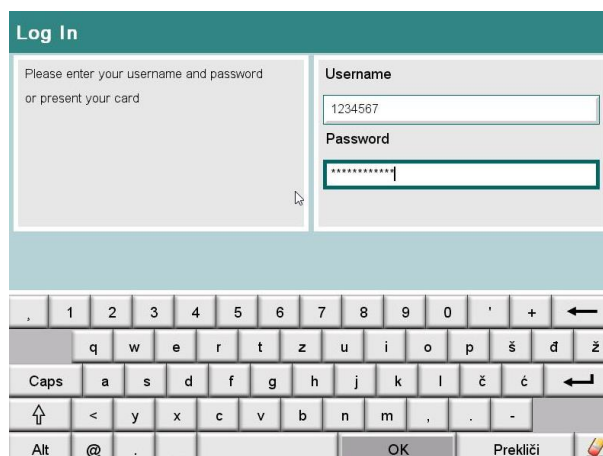 Log In
Please enter your username and password
or present your card
Username
1234567
Password
************
, 1 2 3 4 5 6 7 8 9 0 ' +
q w e r t z u i o p š đ ž
Caps a s d f g h j k l č ć
< y x c v b n m , . -
Alt @ . OK Prekliči